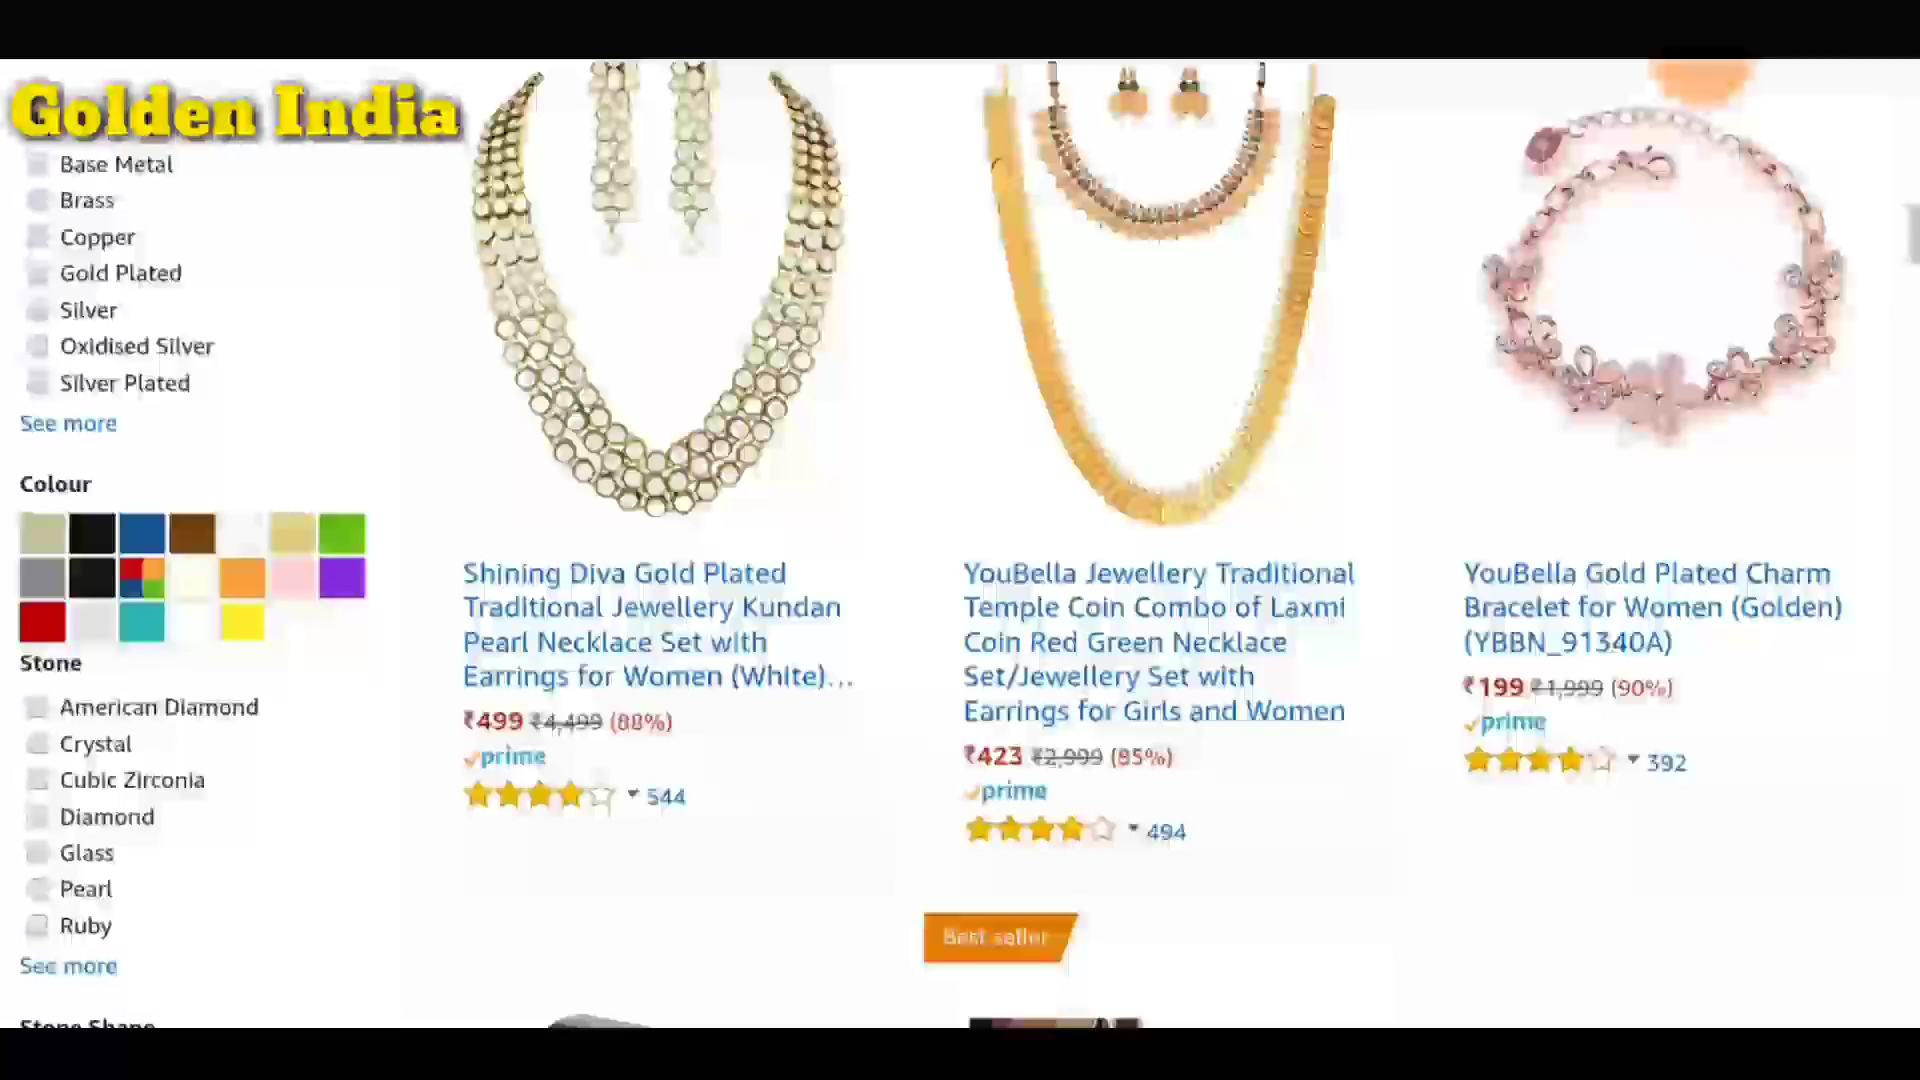 Golden India
Base Metal
Brass
Copper
Gold Plated
Silver
Oxidised Silver
Silver Plated
See more
Colour
Stone
American Diamond
Crystal
Cubic Zirconia
Diamond
Glass
Pearl
Ruby
See more
Stone Shape
Shining Diva Gold Plated
Traditional Jewellery Kundan
Pearl Necklace Set with
Earrings for Women (White)...
₹499 ₹4,499 (88%)
prime
544
YouBella Jewellery Traditional
Temple Coin Combo of Laxmi
Coin Red Green Necklace
Set/Jewellery Set with
Earrings for Girls and Women
₹423 ₹2,999 (85%)
prime
494
Best seller
YouBella Gold Plated Charm
Bracelet for Women (Golden)
(YBBN_91340A)
₹199 ₹1,999 (90%)
prime
392